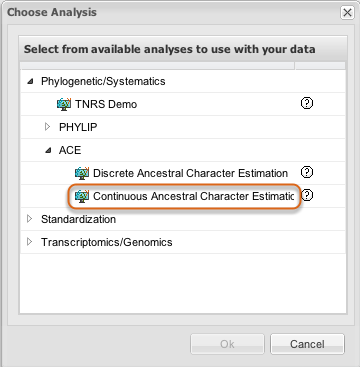 Choose Analysis
Select from available analyses to use with your data
Phylogenetic/Systematics
TNRS Demo
PHYLIP
ACE
Discrete Ancestral Character Estimation
Continuous Ancestral Character Estimatic
Standardization
Transcriptomics/Genomics
Ok
Cancel